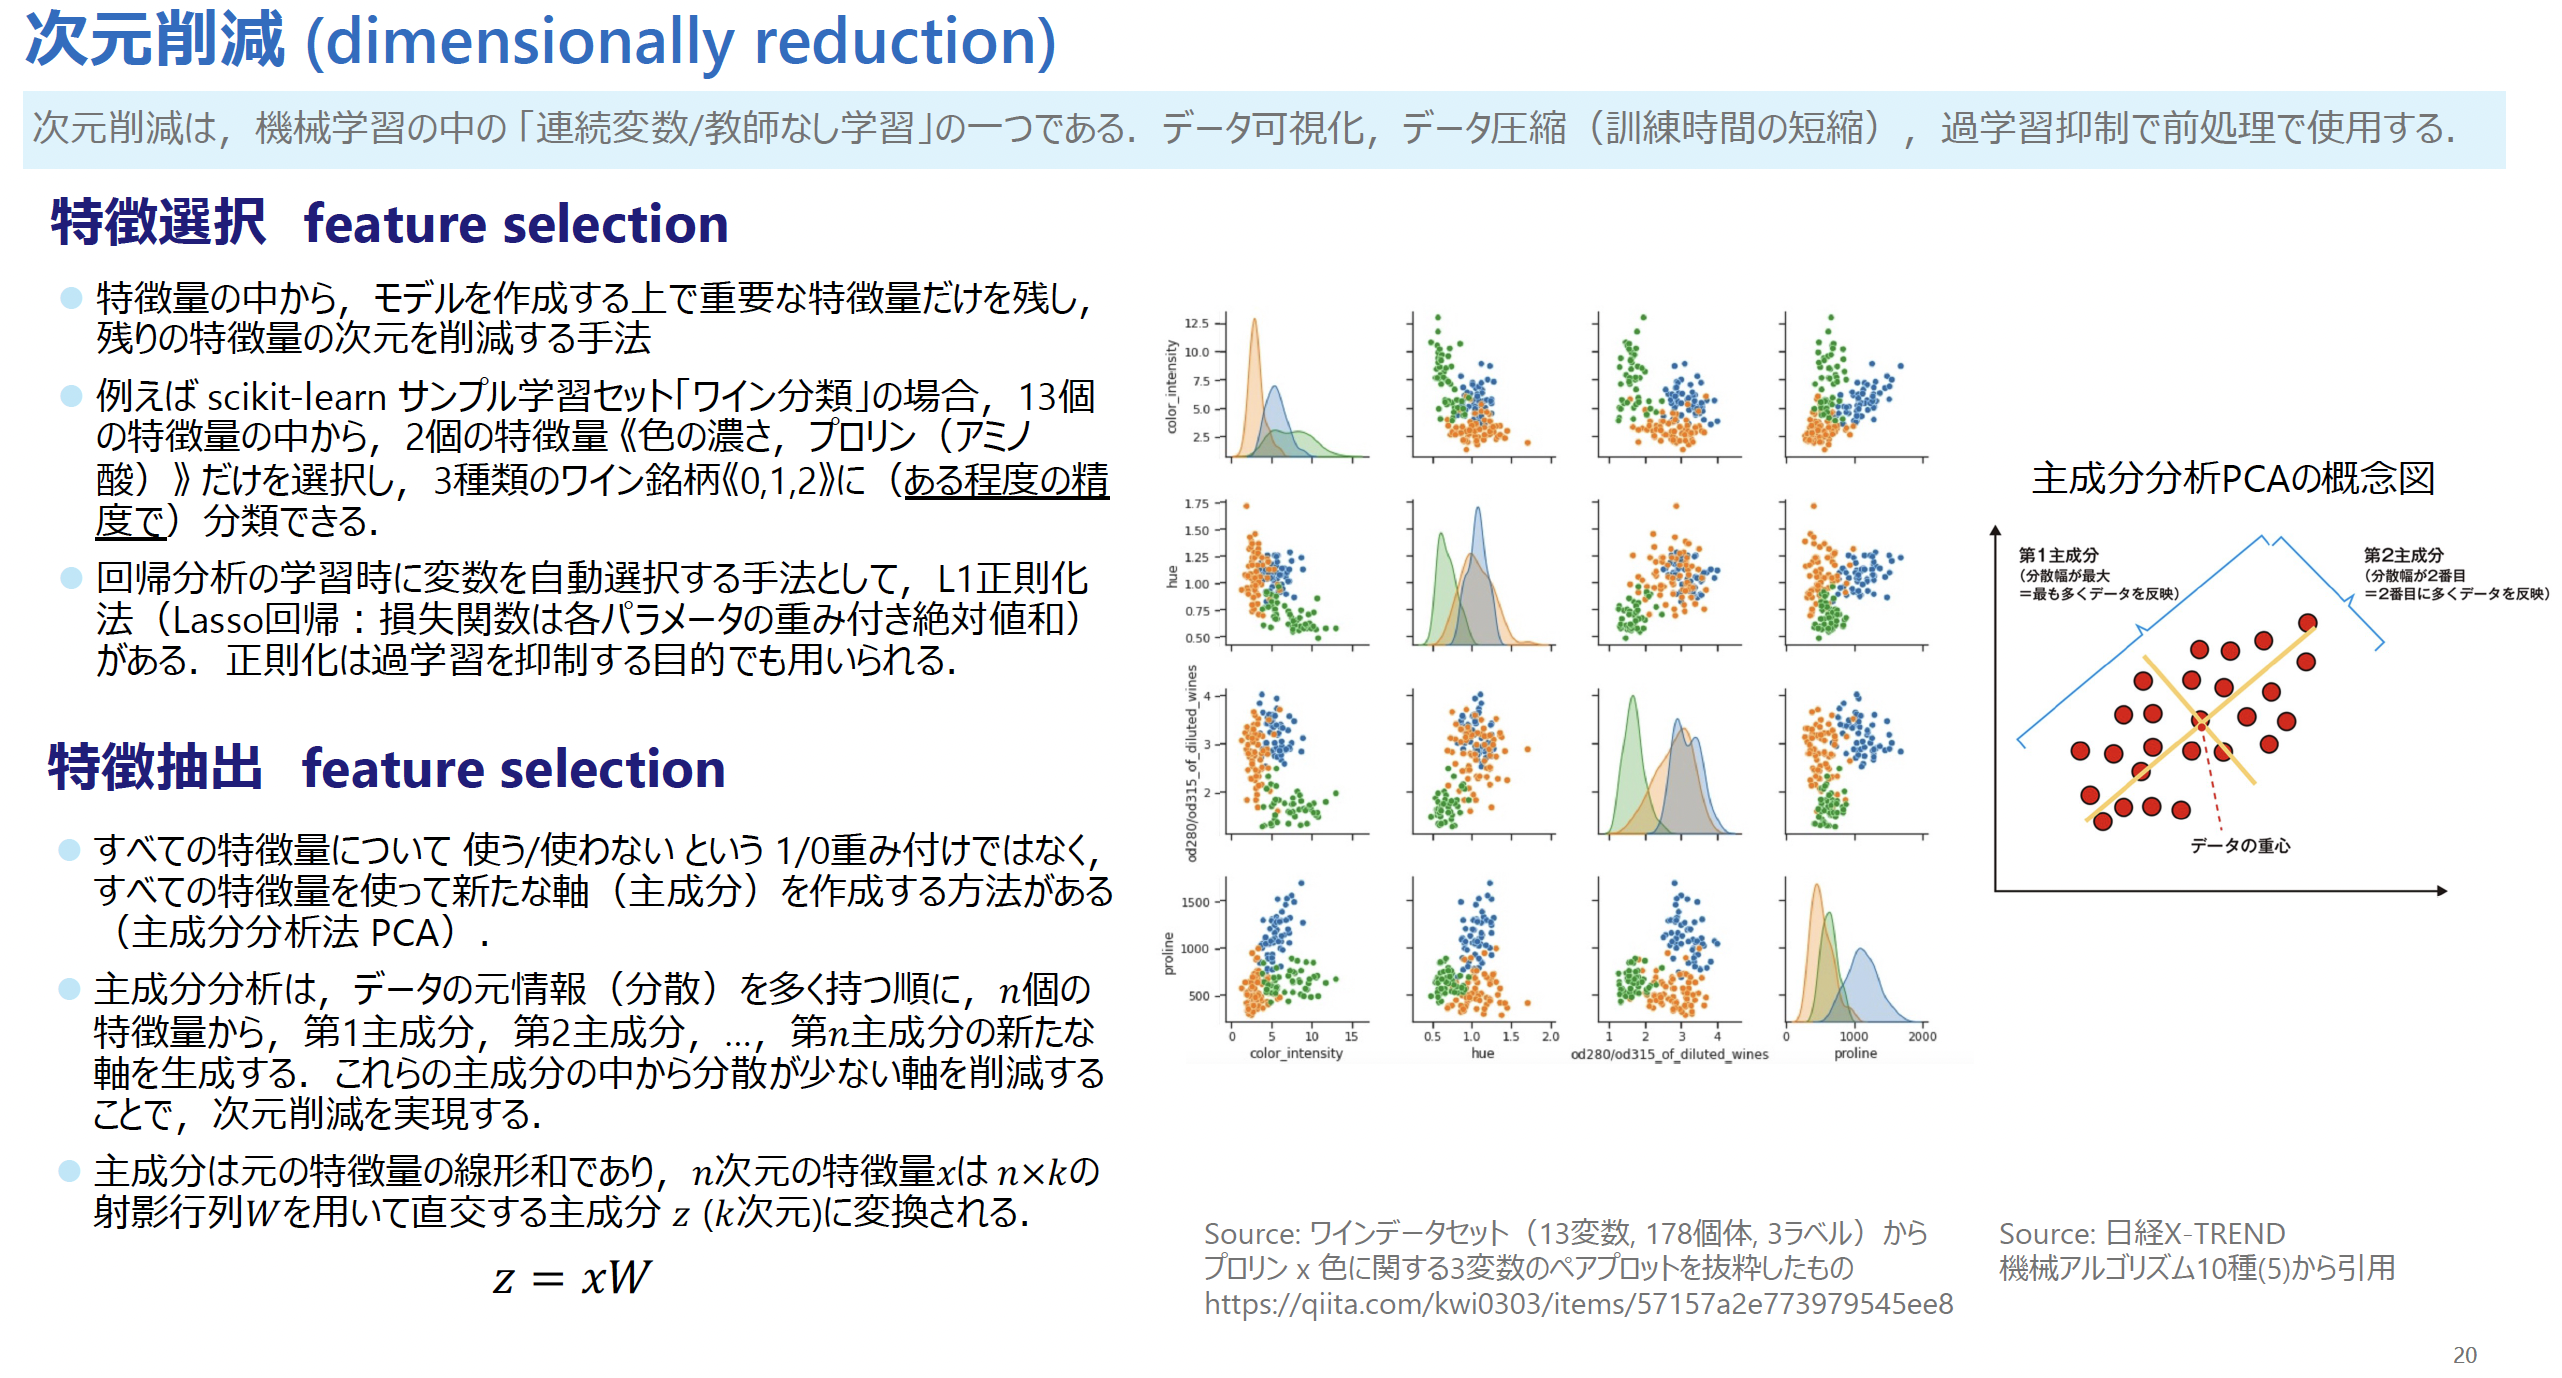 次元削減 (dimensionally reduction)
次元削減は，機械学習の中の「連続変数/教師なし学習」の一つである．データ可視化，データ圧縮（訓練時間の短縮），過学習抑制で前処理で使用する．
特徴選択 feature selection
特徴量の中から，モデルを作成する上で重要な特徴量だけを残し，
残りの特徴量の次元を削減する手法
例えば scikit-learn サンプル学習セット「ワイン分類」の場合，13個
の特徴量の中から，2個の特徴量《色の濃さ，プロリン（アミノ
酸）》だけを選択し，3種類のワイン銘柄《0,1,2》に（ある程度の精
度で）分類できる．
回帰分析の学習時に変数を自動選択する手法として，L1正則化
法（Lasso回帰：損失関数は各パラメータの重み付き絶対値和）
がある．正則化は過学習を抑制する目的でも用いられる．
特徴抽出 feature selection
すべての特徴量について 使う/使わない という 1/0重み付けではなく，
すべての特徴量を使って新たな軸（主成分）を作成する方法がある
（主成分分析法 PCA）．
主成分分析は，データの元情報（分散）を多く持つ順に，n個の
特徴量から，第1主成分，第2主成分，…，第n主成分の新たな
軸を生成する．これらの主成分の中から分散が少ない軸を削減する
ことで，次元削減を実現する．
主成分は元の特徴量の線形和であり，n次元の特徴量xは n×kの
射影行列Wを用いて直交する主成分 z (k次元)に変換される．
z = xW
color_intensity
12.5
10.0
7.5
5.0
2.5
hue
1.75
1.50
1.25
1.00
0.75
0.50
od280/od315_of_diluted_wines
4
3
2
proline
1500
1000
500
0 5 10 15
0.5 1.0 1.5 2.0
1 2 3 4
0 1000 2000
color_intensity
hue
od280/od315_of_diluted_wines
proline
主成分分析PCAの概念図
第1主成分
（分散幅が最大
＝最も多くデータを反映）
第2主成分
（分散幅が2番目
＝2番目に多くデータを反映）
データの重心
Source: ワインデータセット（13変数, 178個体, 3ラベル）から
プロリン x 色に関する3変数のペアプロットを抜粋したもの
https://qiita.com/kwi0303/items/57157a2e773979545ee8
Source: 日経X-TREND
機械アルゴリズム10種(5)から引用
20